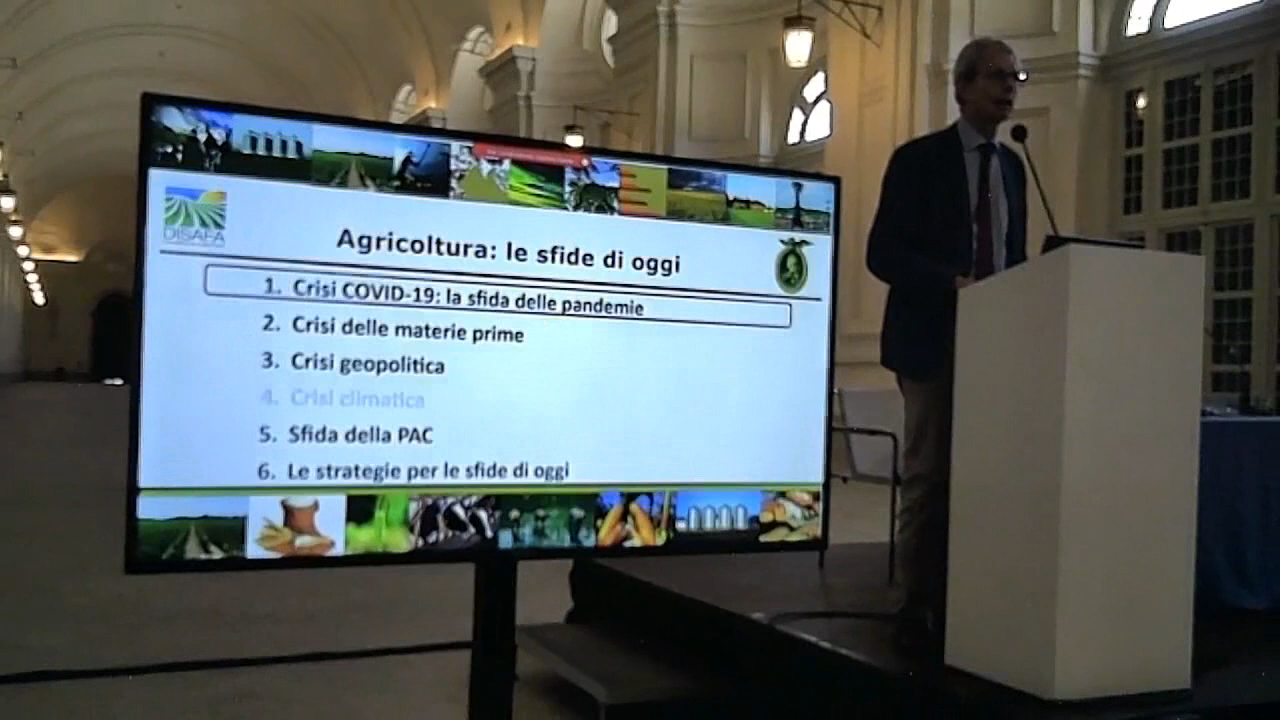 DISAFA
Agricoltura: le sfide di oggi
1. Crisi COVID-19: la sfida delle pandemie
2. Crisi delle materie prime
3. Crisi geopolitica
4. Crisi climatica
5. Sfida della PAC
6. Le strategie per le sfide di oggi